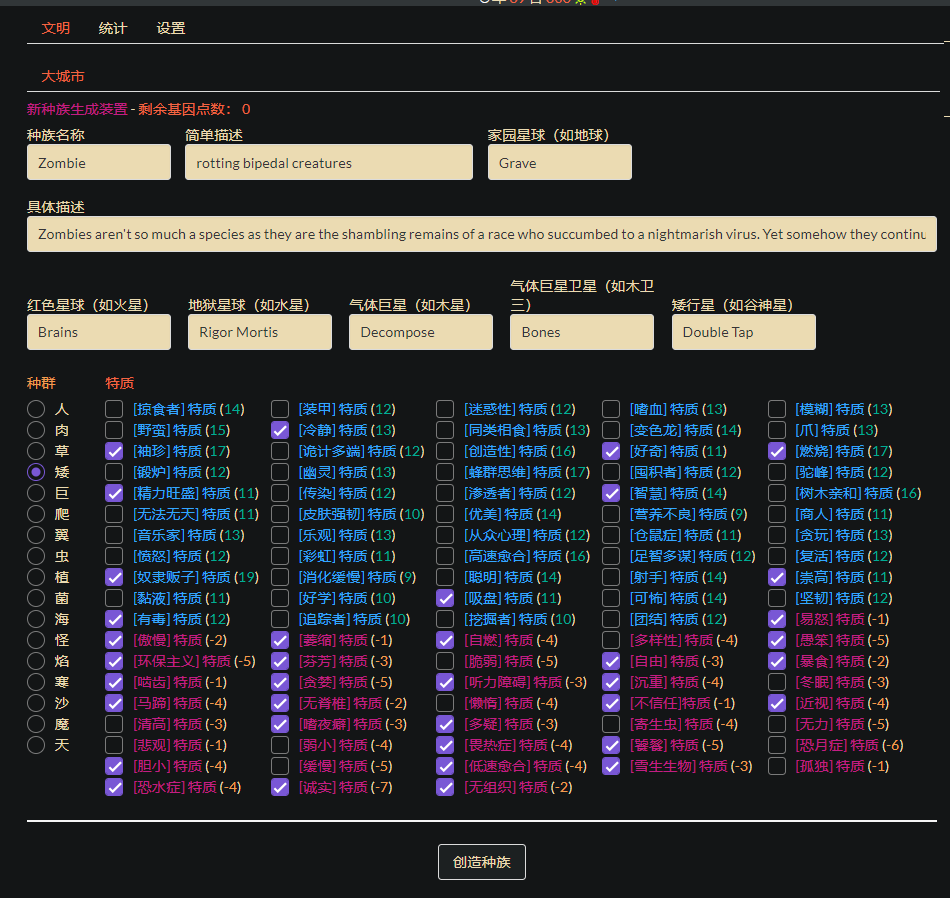 文明 统计 设置
大城市
新种族生成装置 - 剩余基因点数： 0
种族名称 简单描述 家园星球（如地球）
Zombie rotting bipedal creatures Grave
具体描述
Zombies aren't so much a species as they are the shambling remains of a race who succumbed to a nightmarish virus. Yet somehow they continu
红色星球（如火星） 地狱星球（如水星） 气体巨星（如木星） 气体巨星卫星（如木卫三） 矮行星（如谷神星）
Brains Rigor Mortis Decompose Bones Double Tap
种群 特质
人 [掠食者] 特质 (14) [装甲] 特质 (12) [迷惑性] 特质 (12) [嗜血] 特质 (13) [模糊] 特质 (13)
肉 [野蛮] 特质 (15) [冷静] 特质 (13) [同类相食] 特质 (13) [变色龙] 特质 (14) [爪] 特质 (13)
草 [袖珍] 特质 (17) [诡计多端] 特质 (12) [创造性] 特质 (16) [好奇] 特质 (11) [燃烧] 特质 (17)
矮 [锻炉] 特质 (12) [幽灵] 特质 (13) [蜂群思维] 特质 (17) [囤积者] 特质 (12) [驼峰] 特质 (12)
巨 [精力旺盛] 特质 (11) [传染] 特质 (12) [渗透者] 特质 (12) [智慧] 特质 (14) [树木亲和] 特质 (16)
爬 [无法无天] 特质 (11) [皮肤强韧] 特质 (10) [优美] 特质 (14) [营养不良] 特质 (9) [商人] 特质 (11)
翼 [音乐家] 特质 (13) [乐观] 特质 (13) [从众心理] 特质 (12) [仓鼠症] 特质 (11) [贪玩] 特质 (13)
虫 [愤怒] 特质 (12) [彩虹] 特质 (11) [高速愈合] 特质 (16) [足智多谋] 特质 (12) [复活] 特质 (12)
植 [奴隶贩子] 特质 (19) [消化缓慢] 特质 (9) [聪明] 特质 (14) [射手] 特质 (14) [崇高] 特质 (11)
菌 [黏液] 特质 (11) [好学] 特质 (10) [吸盘] 特质 (11) [可怖] 特质 (14) [坚韧] 特质 (12)
海 [有毒] 特质 (12) [追踪者] 特质 (10) [挖掘者] 特质 (10) [团结] 特质 (12) [易怒] 特质 (-1)
怪 [傲慢] 特质 (-2) [萎缩] 特质 (-1) [自燃] 特质 (-4) [多样性] 特质 (-4) [愚笨] 特质 (-5)
焰 [环保主义] 特质 (-5) [芬芳] 特质 (-3) [脆弱] 特质 (-5) [自由] 特质 (-3) [暴食] 特质 (-2)
寒 [啮齿] 特质 (-1) [贪婪] 特质 (-5) [听力障碍] 特质 (-3) [沉重] 特质 (-4) [冬眠] 特质 (-3)
沙 [马蹄] 特质 (-4) [无脊椎] 特质 (-2) [懒惰] 特质 (-4) [不信任]特质 (-1) [近视] 特质 (-4)
魔 [清高] 特质 (-3) [嗜夜癖] 特质 (-3) [多疑] 特质 (-3) [寄生虫] 特质 (-4) [无力] 特质 (-5)
天 [悲观] 特质 (-1) [弱小] 特质 (-4) [畏热症] 特质 (-4) [饕餮] 特质 (-5) [恐月症] 特质 (-6)
[胆小] 特质 (-4) [缓慢] 特质 (-5) [低速愈合] 特质 (-4) [雪生生物] 特质 (-3) [孤独] 特质 (-1)
[恐水症] 特质 (-4) [诚实] 特质 (-7) [无组织] 特质 (-2)
创造种族